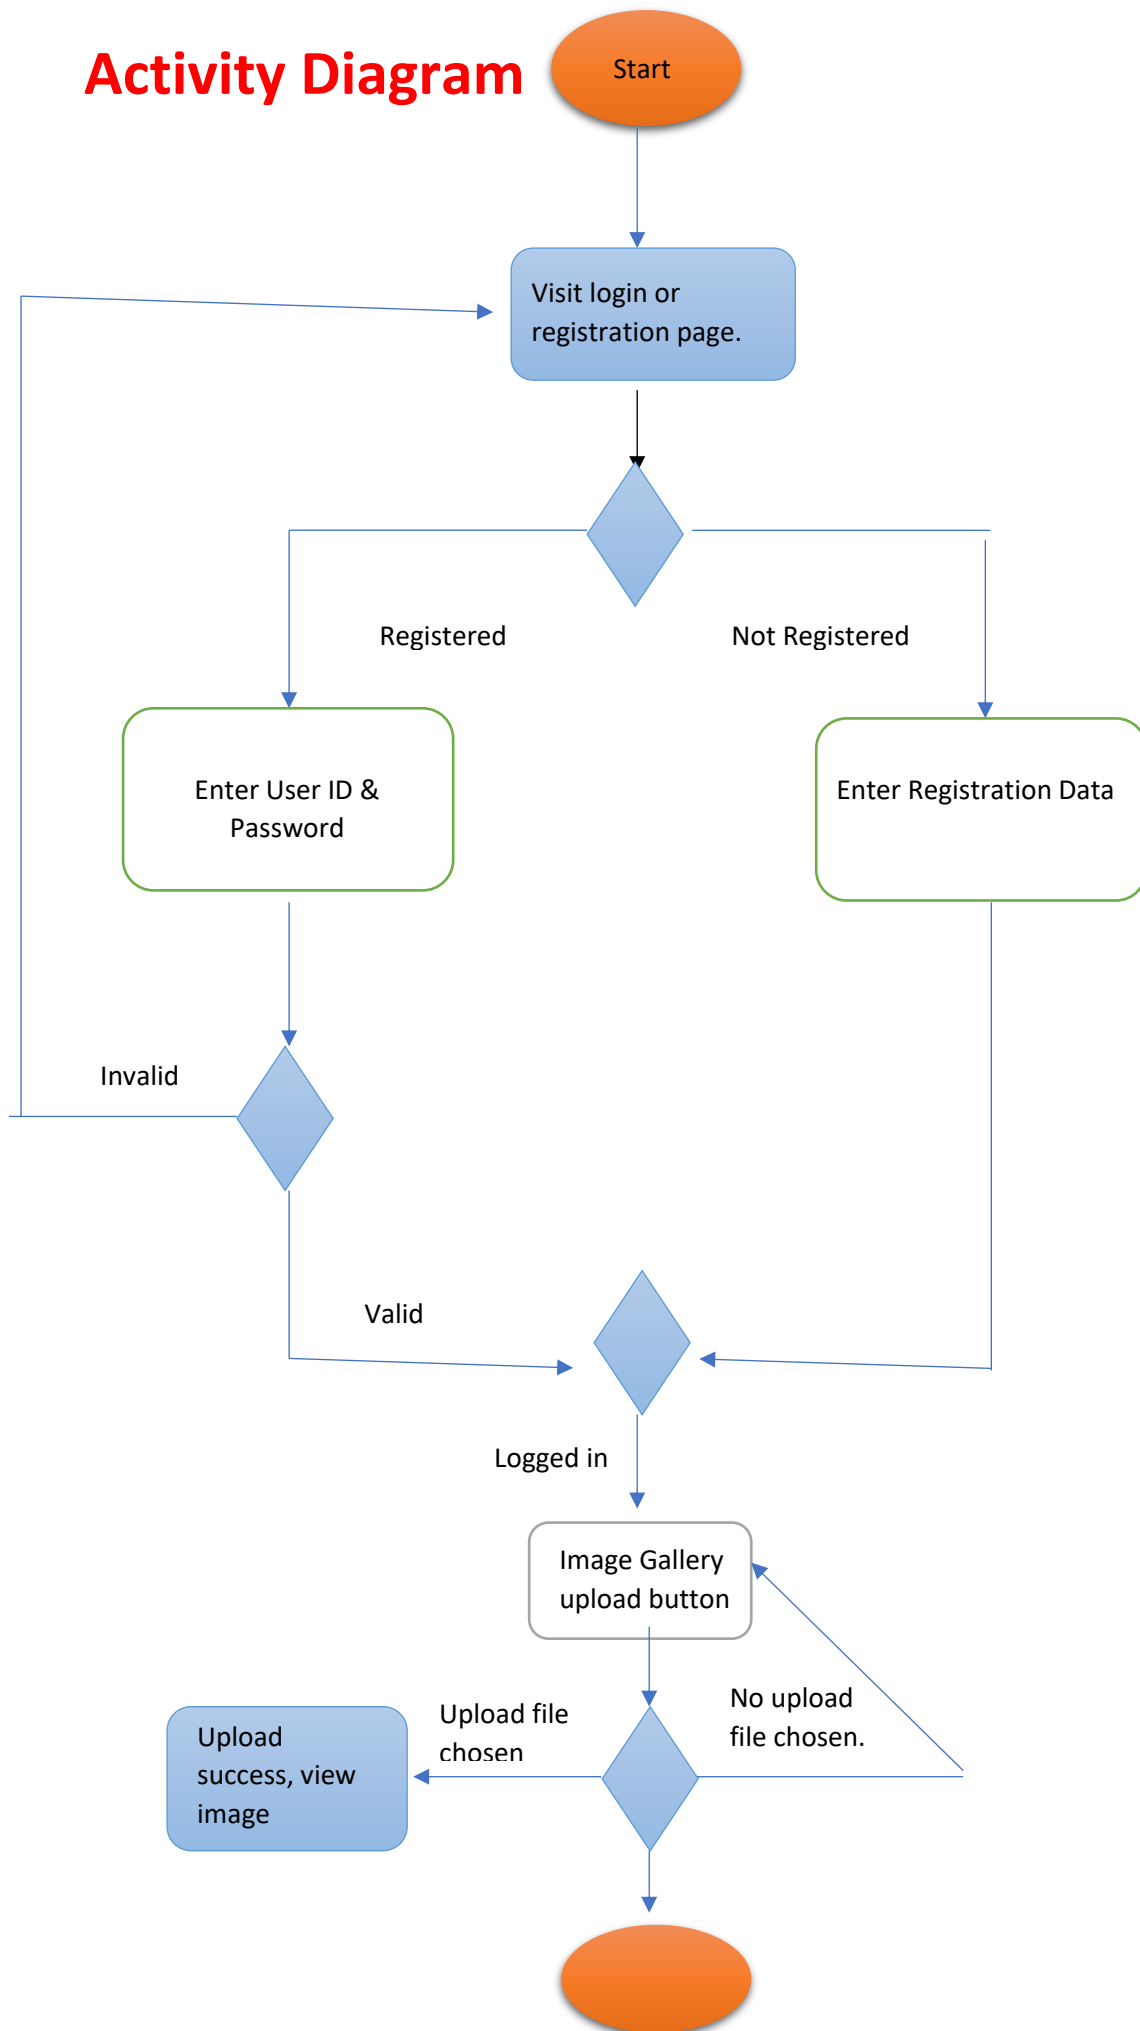 Activity Diagram
Start
Visit login or
registration page.
Registered
Not Registered
Enter User ID &
Password
Enter Registration Data
Invalid
Valid
Logged in
Image Gallery
upload button
Upload file
chosen
No upload
file chosen.
Upload
success, view
image